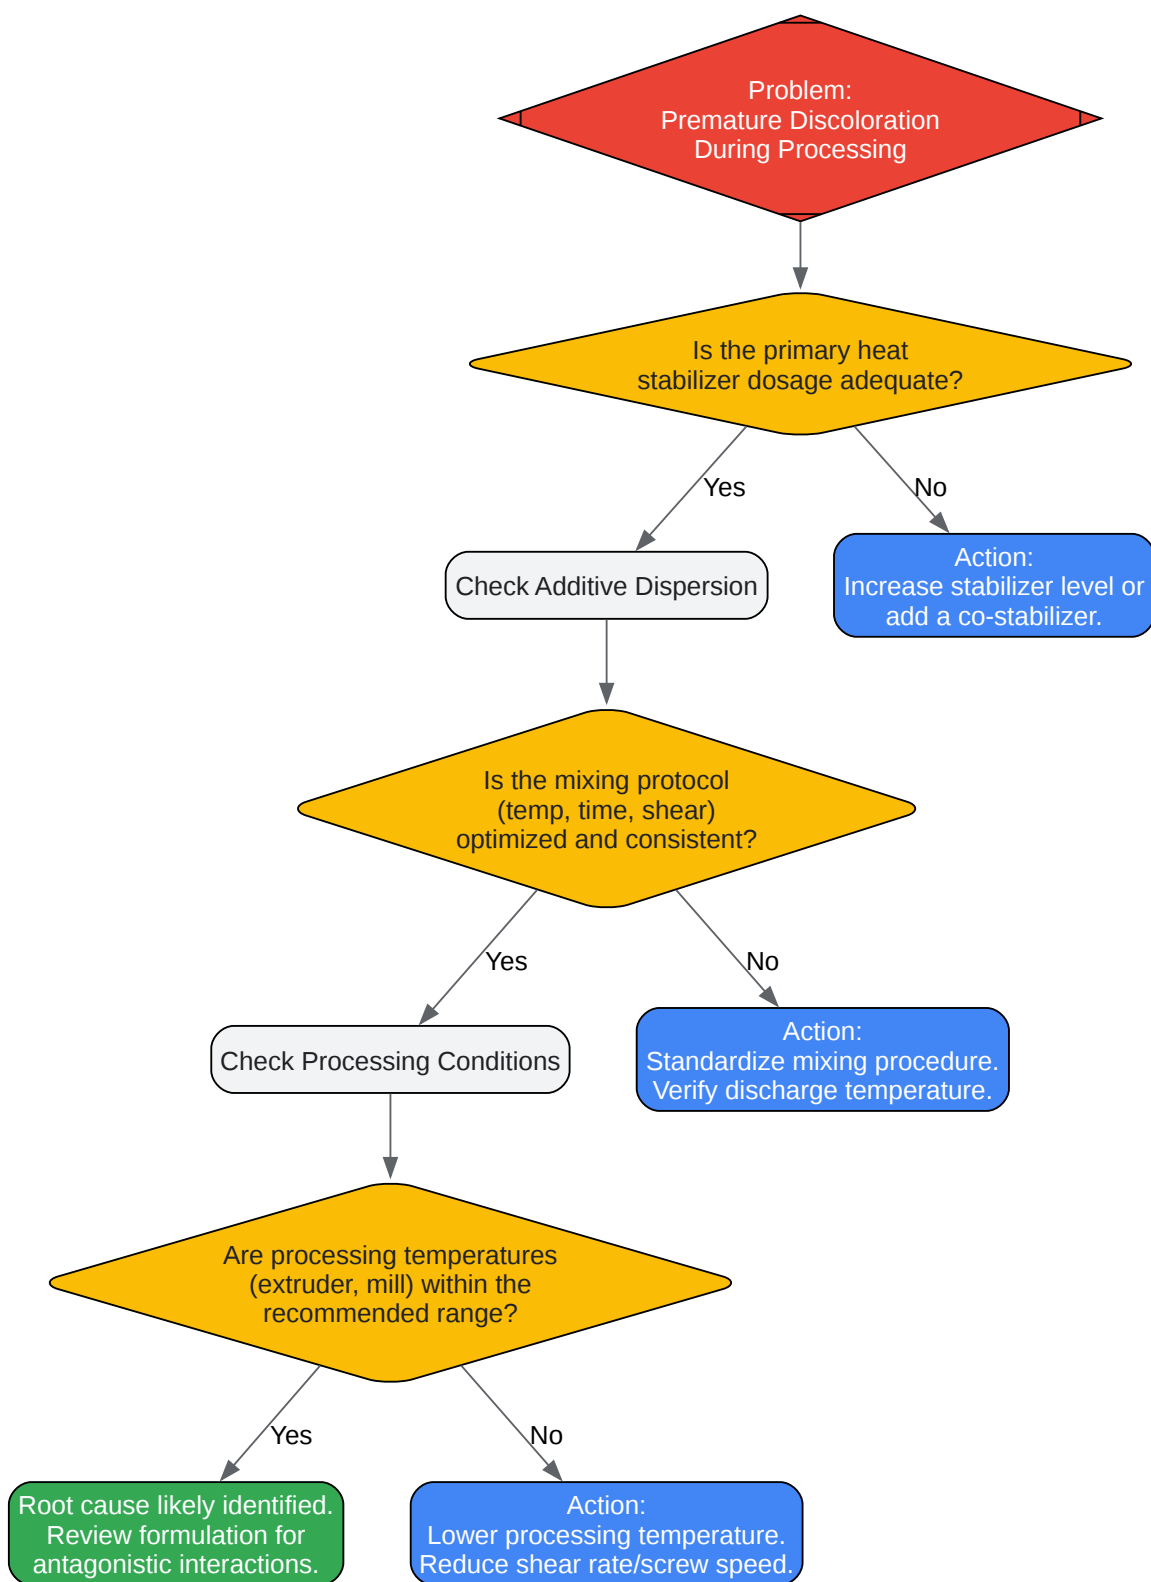 Problem:
Premature Discoloration
During Processing
Is the primary heat
stabilizer dosage adequate?
Yes
No
Check Additive Dispersion
Action:
Increase stabilizer level or
add a co-stabilizer.
Is the mixing protocol
(temp, time, shear)
optimized and consistent?
Yes
No
Check Processing Conditions
Action:
Standardize mixing procedure.
Verify discharge temperature.
Are processing temperatures
(extruder, mill) within the
recommended range?
Yes
No
Root cause likely identified.
Review formulation for
antagonistic interactions.
Action:
Lower processing temperature.
Reduce shear rate/screw speed.